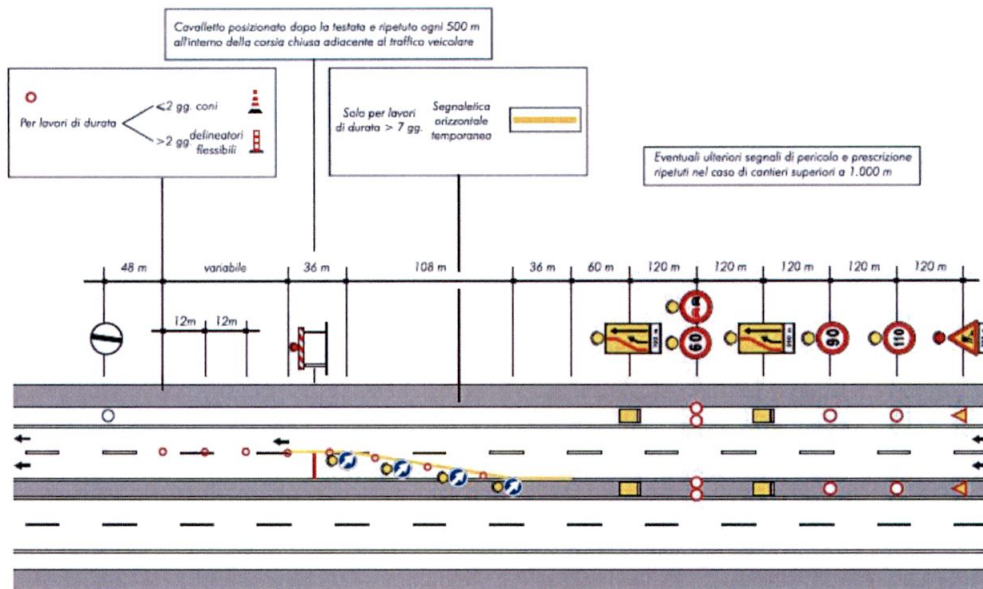 Cavalletto posizionato dopo la testata e ripetuto ogni 500 m
all'interno della corsia chiusa adiacente al traffico veicolare
Per lavori di durata
<2 gg. coni
>2 gg. delineatori
flessibili
Solo per lavori
di durata > 7 gg.
Segnaletica
orizzontale
temporanea
Eventuali ulteriori segnali di pericolo e prescrizione
ripetuti nel caso di cantieri superiori a 1.000 m
48 m variabile 36 m 108 m 36 m 60 m 120 m 120 m 120 m 120 m 120 m
12m 12m
60
90
110